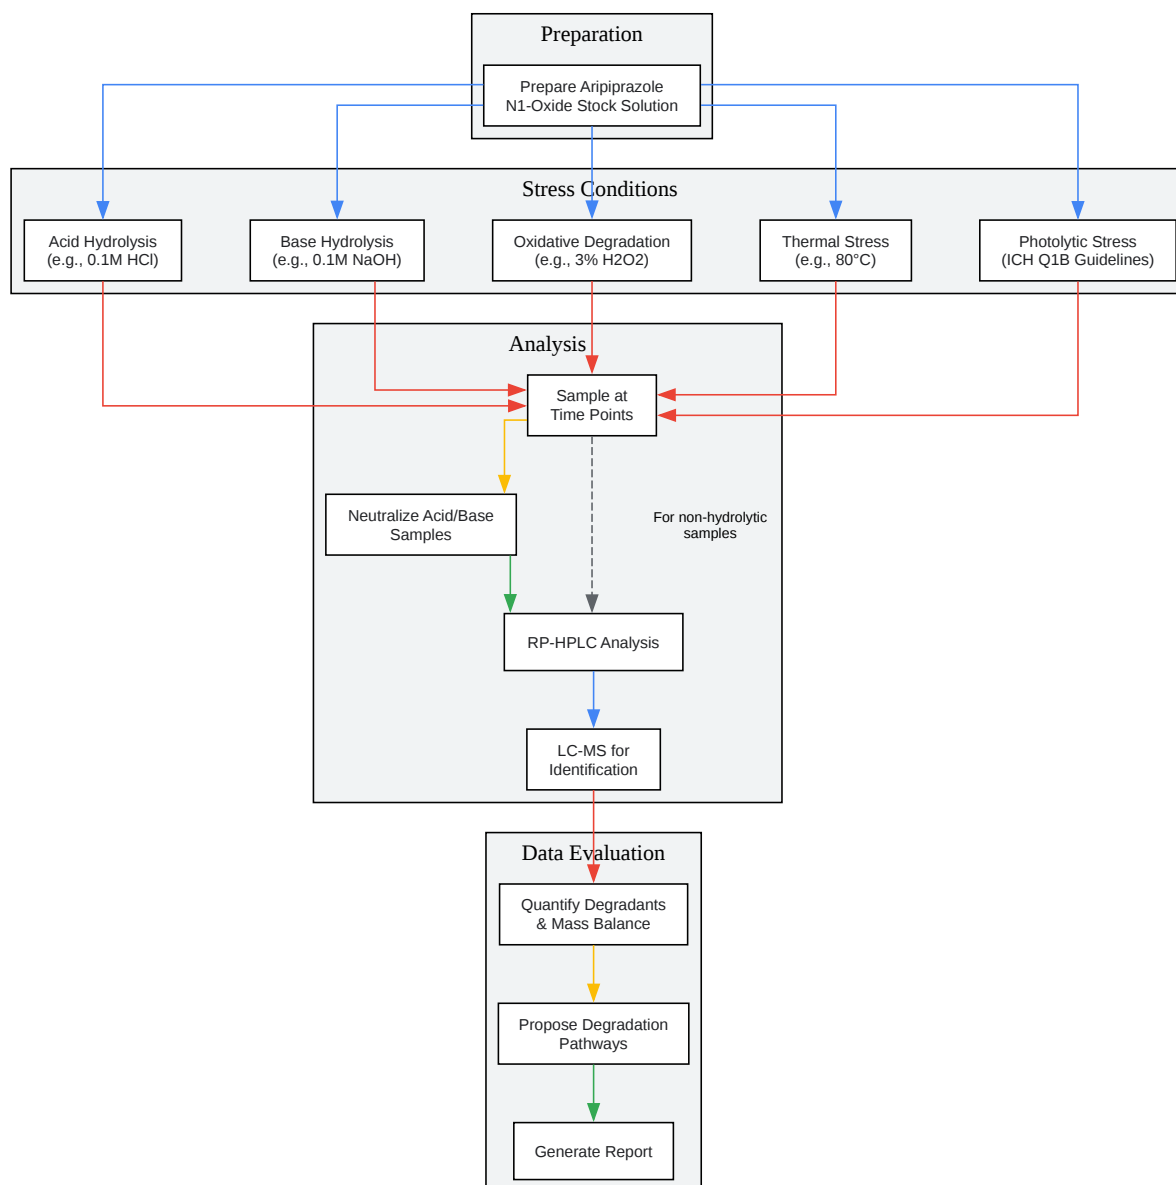 Preparation
Prepare Aripiprazole
N1-Oxide Stock Solution
Stress Conditions
Acid Hydrolysis
(e.g., 0.1M HCl)
Base Hydrolysis
(e.g., 0.1M NaOH)
Oxidative Degradation
(e.g., 3% H2O2)
Thermal Stress
(e.g., 80°C)
Photolytic Stress
(ICH Q1B Guidelines)
Analysis
Sample at
Time Points
Neutralize Acid/Base
Samples
For non-hydrolytic
samples
RP-HPLC Analysis
LC-MS for
Identification
Data Evaluation
Quantify Degradants
& Mass Balance
Propose Degradation
Pathways
Generate Report